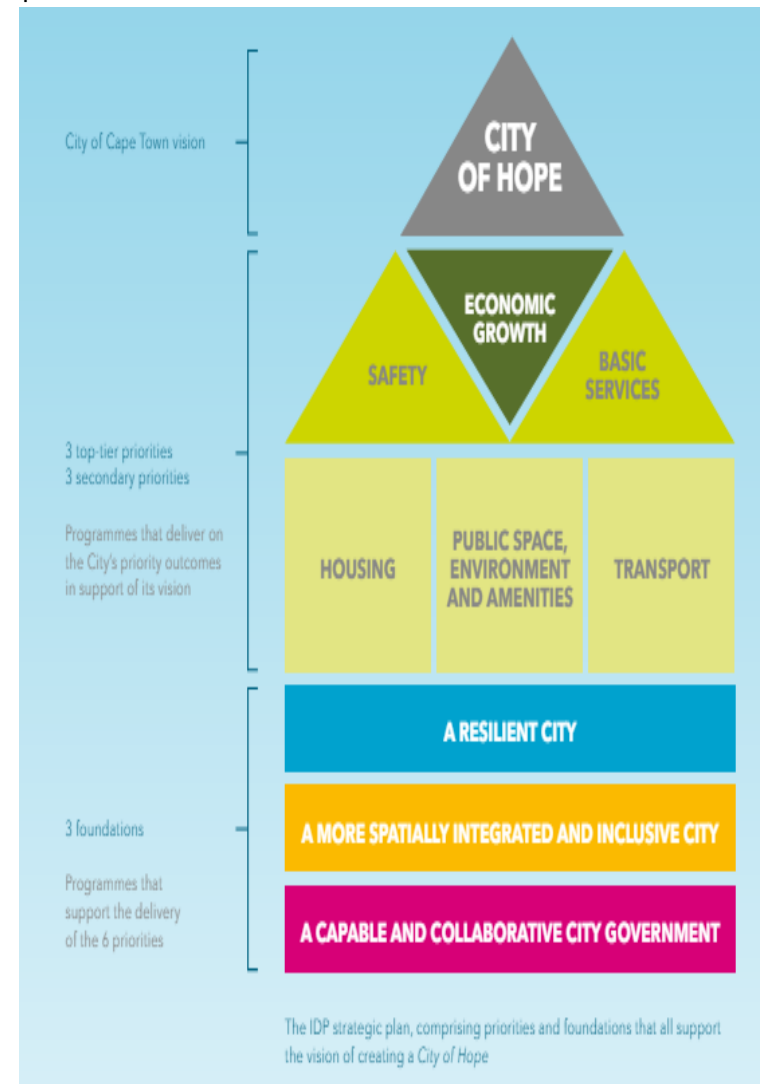 City of Cape Town vision
CITY
OF HOPE
ECONOMIC
GROWTH
SAFETY
BASIC
SERVICES
3 top-tier priorities
3 secondary priorities
Programmes that deliver on
the City's priority outcomes
in support of its vision
HOUSING
PUBLIC SPACE,
ENVIRONMENT
AND AMENITIES
TRANSPORT
A RESILIENT CITY
3 foundations
A MORE SPATIALLY INTEGRATED AND INCLUSIVE CITY
Programmes that
support the delivery
of the 6 priorities
A CAPABLE AND COLLABORATIVE CITY GOVERNMENT
The IDP strategic plan, comprising priorities and foundations that all support
the vision of creating a City of Hope